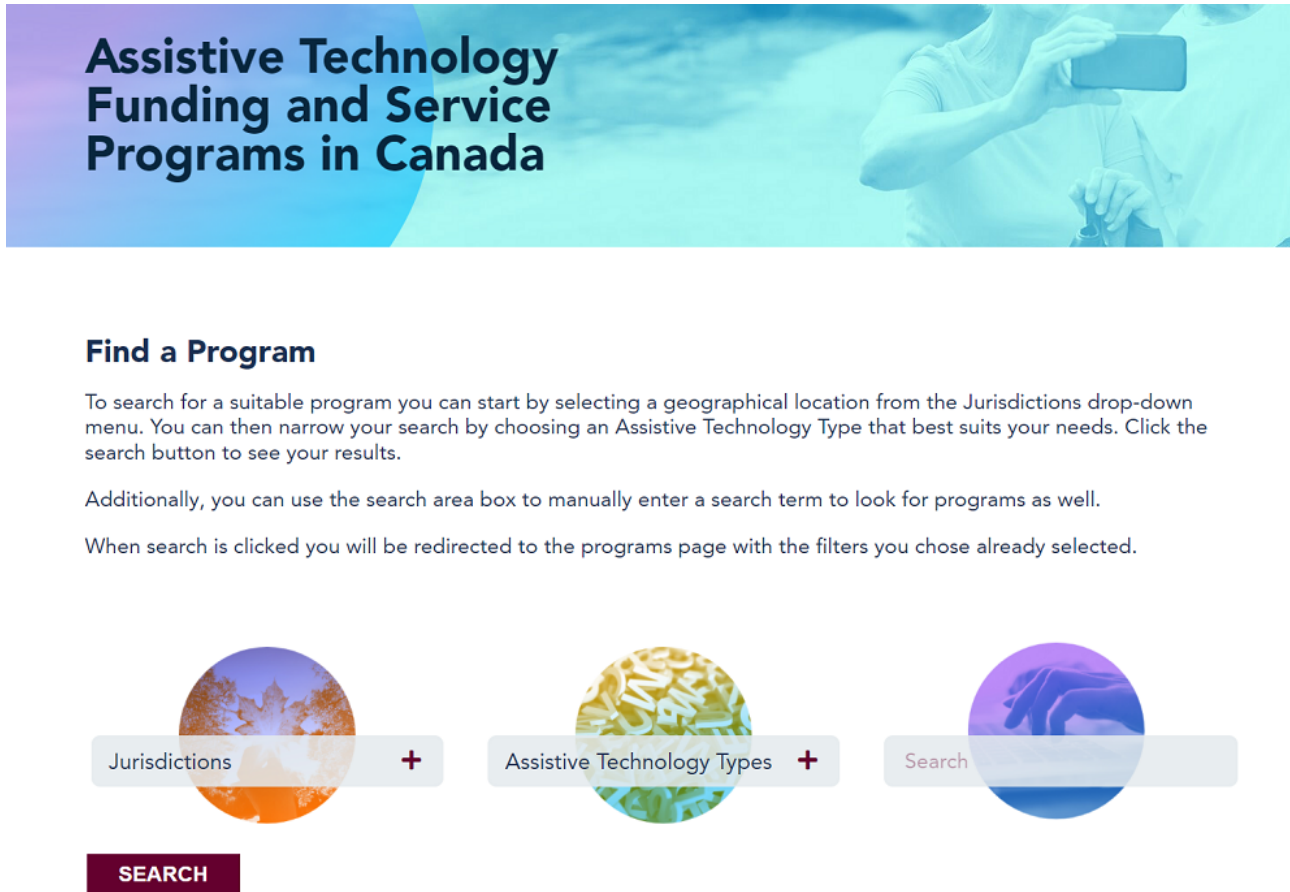 Assistive Technology
Funding and Service
Programs in Canada
Find a Program
To search for a suitable program you can start by selecting a geographical location from the Jurisdictions drop-down
menu. You can then narrow your search by choosing an Assistive Technology Type that best suits your needs. Click the
search button to see your results.
Additionally, you can use the search area box to manually enter a search term to look for programs as well.
When search is clicked you will be redirected to the programs page with the filters you chose already selected.
Jurisdictions +
Assistive Technology Types +
Search
SEARCH